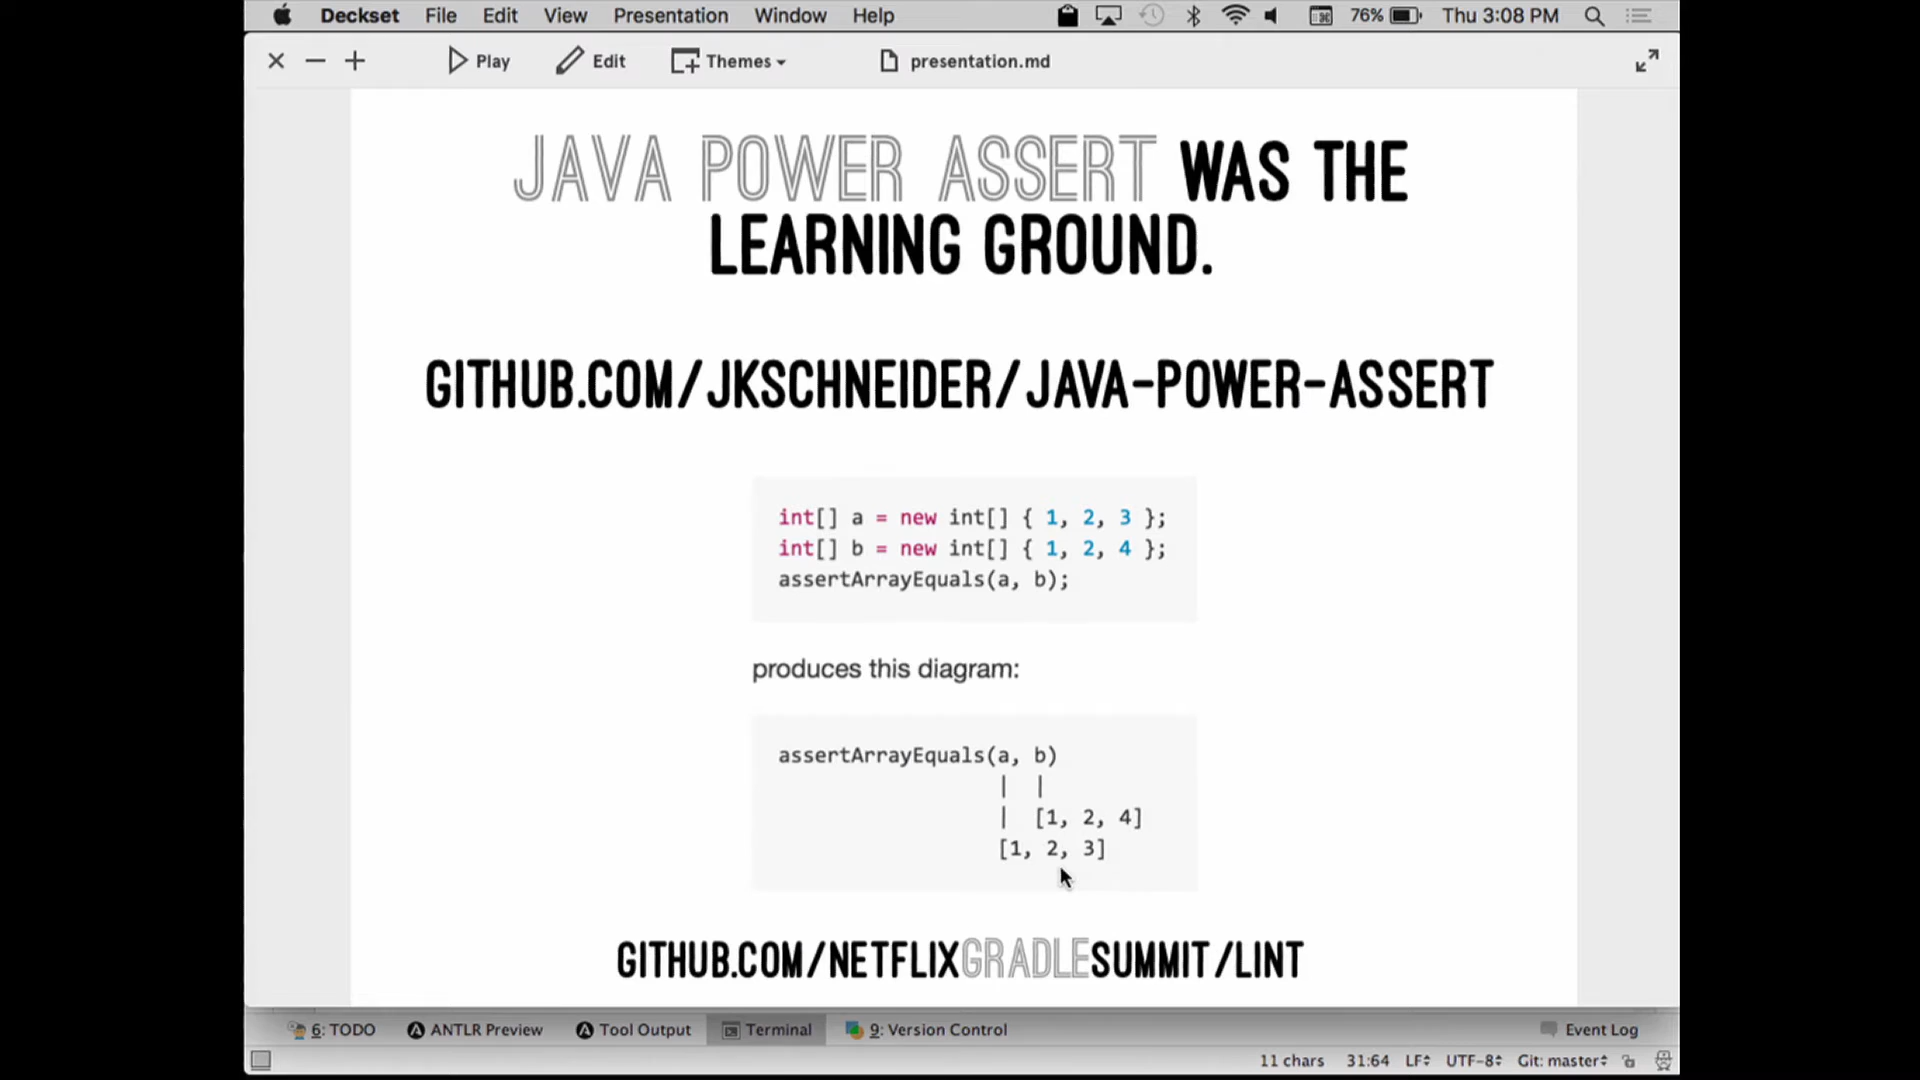 Deckset File Edit View Presentation Window Help 76% Thu 3:08 PM
Play Edit Themes presentation.md
JAVA POWER ASSERT WAS THE
LEARNING GROUND.
GITHUB.COM/JKSCHNEIDER/JAVA-POWER-ASSERT
int[] a = new int[] { 1, 2, 3 };
int[] b = new int[] { 1, 2, 4 };
assertArrayEquals(a, b);
produces this diagram:
assertArrayEquals(a, b)
| |
| [1, 2, 4]
[1, 2, 3]
GITHUB.COM/NETFLIXGRADLESUMMIT/LINT
6: TODO ANTLR Preview Tool Output Terminal 9: Version Control Event Log
11 chars 31:64 LF UTF-8 Git: master